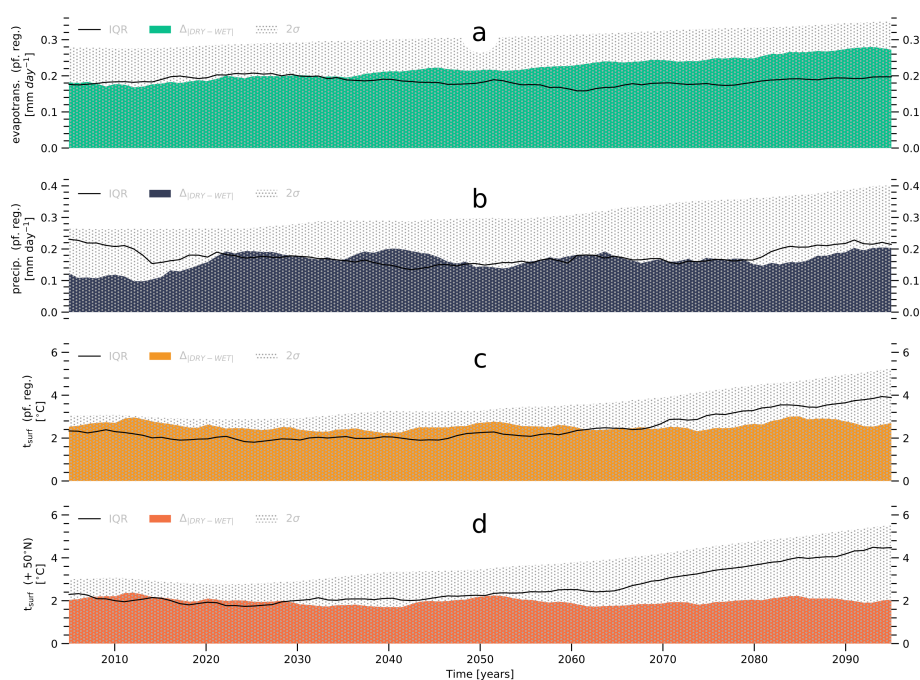 a
IQR Δ|DRY−WET| 2σ
evapotrans. (pf. reg.)
[mm day⁻¹]
0.3 0.3
0.2 0.2
0.1 0.1
0.0 0.0
b
IQR Δ|DRY−WET| 2σ
precip. (pf. reg.)
[mm day⁻¹]
0.4 0.4
0.3 0.3
0.2 0.2
0.1 0.1
0.0 0.0
c
IQR Δ|DRY−WET| 2σ
t_surf (pf. reg.)
[°C]
6 6
4 4
2 2
0 0
d
IQR Δ|DRY−WET| 2σ
t_surf (+ 50°N)
[°C]
6 6
4 4
2 2
0 0
2010 2020 2030 2040 2050 2060 2070 2080 2090
Time [years]